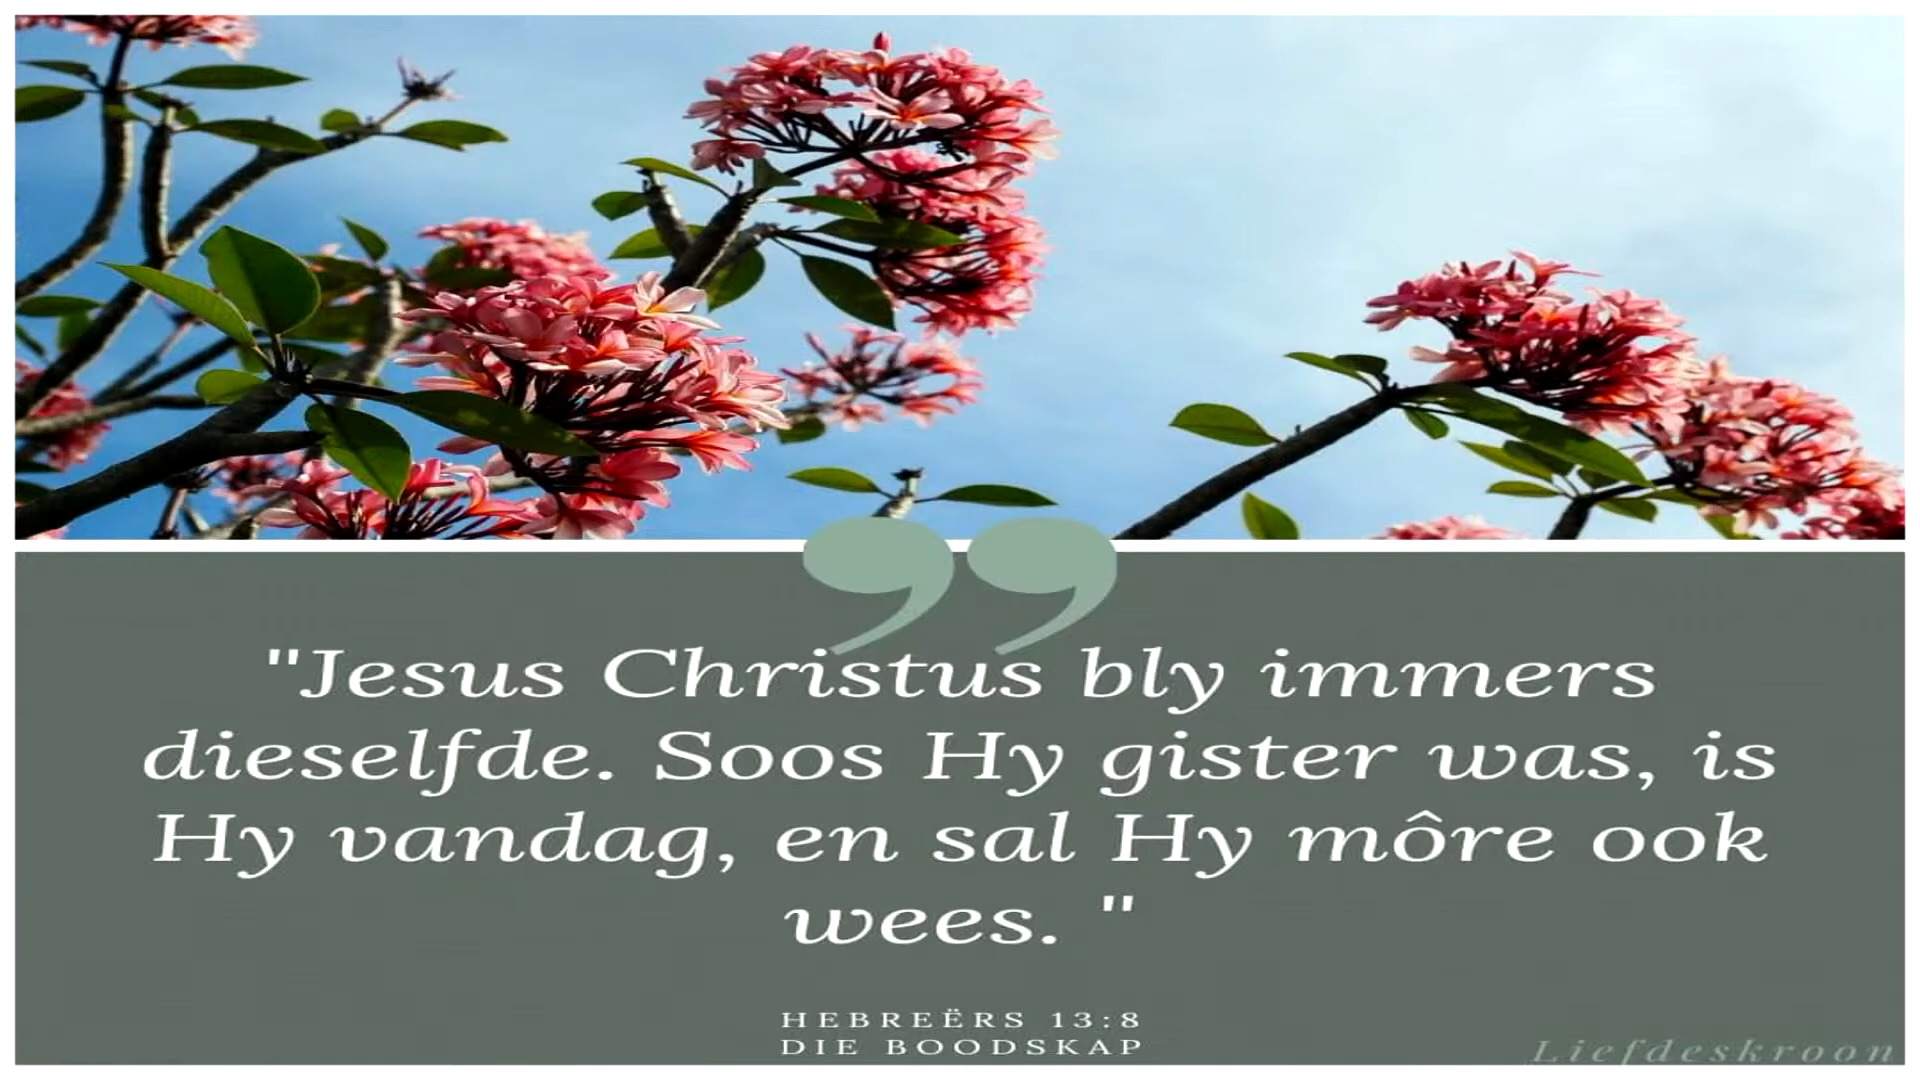 "Jesus Christus bly immers
dieselfde. Soos Hy gister was, is
Hy vandag, en sal Hy môre ook
wees. "
HEBREËRS 13:8
DIE BOODSKAP
Liefdeskroon